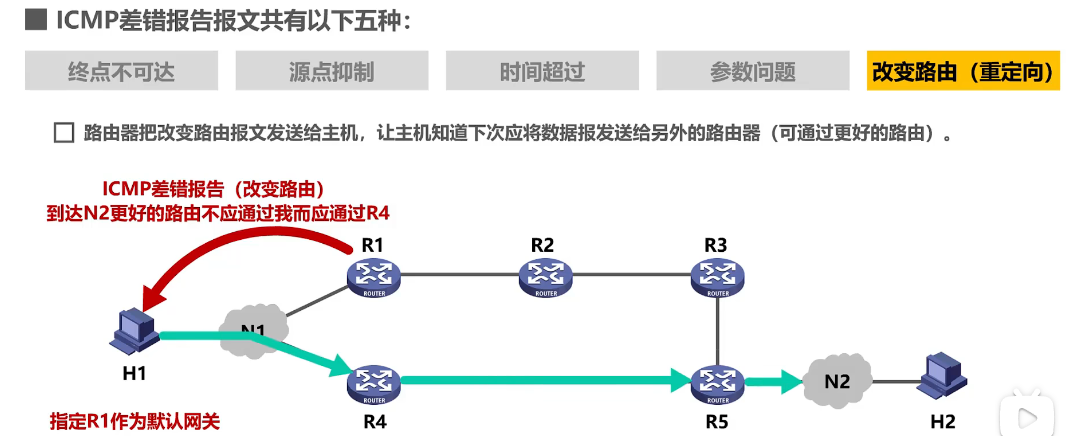 ICMP差错报告报文共有以下五种：
终点不可达 源点抑制 时间超过 参数问题 改变路由（重定向）
路由器把改变路由报文发送给主机，让主机知道下次应将数据报发送给另外的路由器（可通过更好的路由）。
ICMP差错报告（改变路由）
到达N2更好的路由不应通过我而应通过R4
R1 R2 R3
ROUTER ROUTER ROUTER
N1
H1
R4 R5 N2 H2
ROUTER ROUTER
指定R1作为默认网关